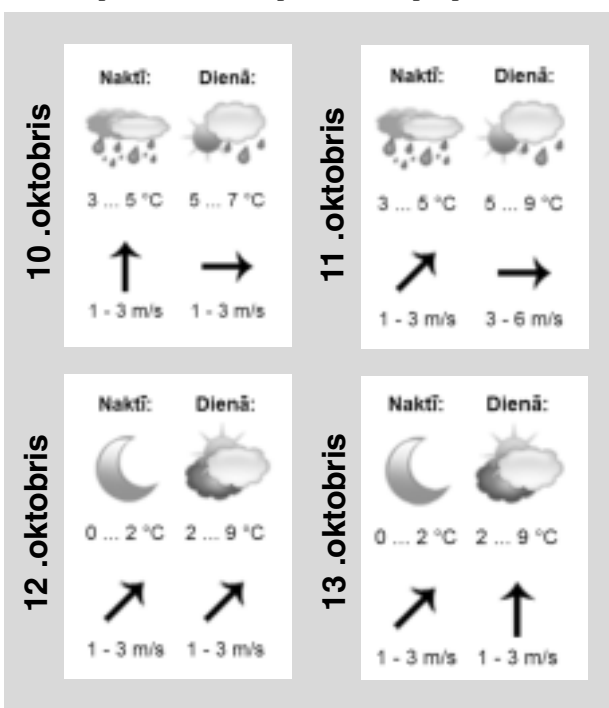 10 .oktobris
Naktī: Dienā:
3 ... 5 °C 5 ... 7 °C
1 - 3 m/s 1 - 3 m/s
11 .oktobris
Naktī: Dienā:
3 ... 5 °C 5 ... 9 °C
1 - 3 m/s 3 - 6 m/s
12 .oktobris
Naktī: Dienā:
0 ... 2 °C 2 ... 9 °C
1 - 3 m/s 1 - 3 m/s
13 .oktobris
Naktī: Dienā:
0 ... 2 °C 2 ... 9 °C
1 - 3 m/s 1 - 3 m/s